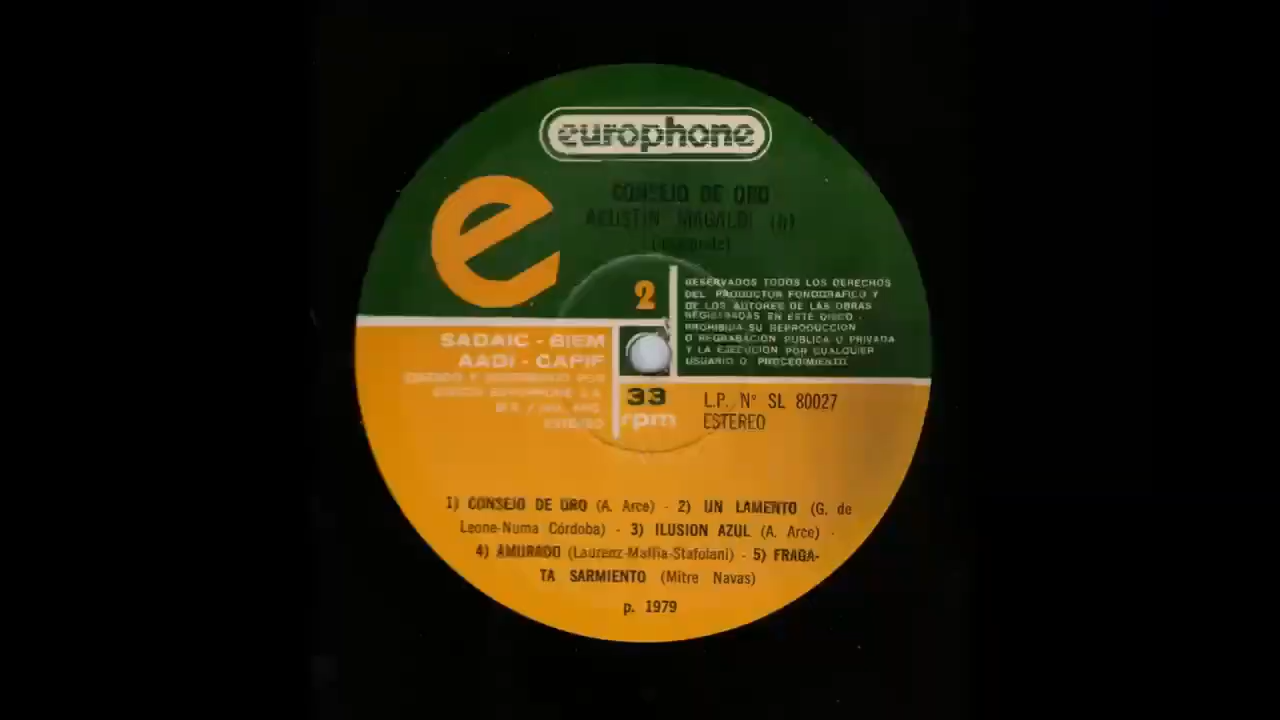 europhone
CONSEJO DE ORO
AGUSTIN MAGALDI (h)
2
RESERVADOS TODOS LOS DERECHOS
DEL PRODUCTOR FONOGRAFICO Y
DE LOS AUTORES DE LAS OBRAS
REGISTRADAS EN ESTE DISCO -
PROHIBIDA SU REPRODUCCION
O REGRABACION PUBLICA O PRIVADA
Y LA EJECUCION POR CUALQUIER
USUARIO O PROCEDIMIENTO.
SADAIC - BIEM
AADI - CAPIF
EDITADO Y DISTRIBUIDO POR
33
rpm
L.P. N° SL 80027
ESTEREO
1) CONSEJO DE ORO (A. Arce) - 2) UN LAMENTO (G. de
Leone-Numa Córdoba) - 3) ILUSION AZUL (A. Arce) -
4) AMURADO (Laurenz-Maffia-Stafolani) - 5) FRAGA-
TA SARMIENTO (Mitre Navas)
p. 1979